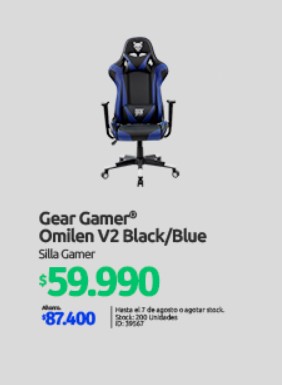 Gear Gamer®
Omilen V2 Black/Blue
Silla Gamer
$59.990
Ahorro:
$87.400
Hasta el 7 de agosto o agotar stock.
Stock: 200 Unidades
ID: 39567